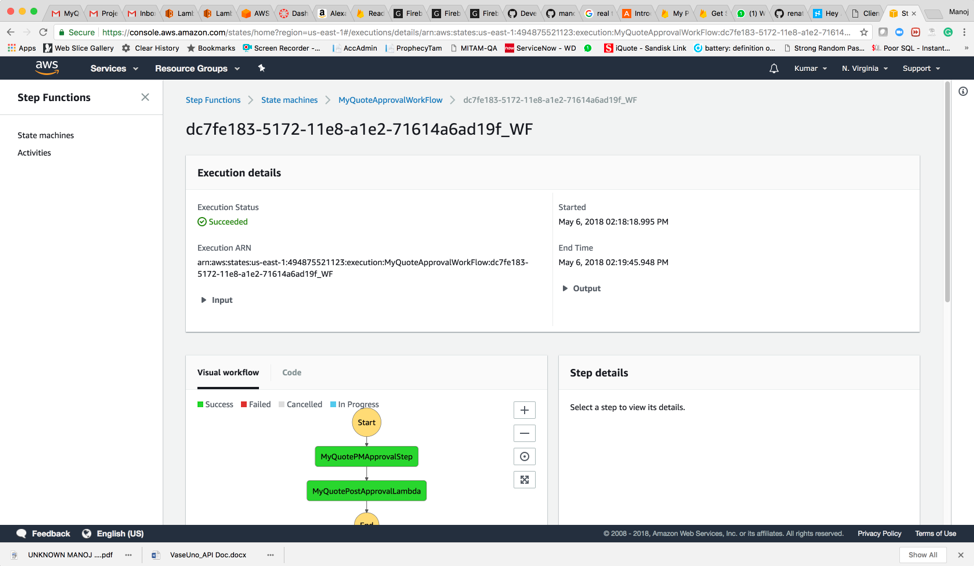 MyQ
Proje
Inbo
Laml
Laml
AWS
Dash
Alex
Reac
Fireb
Fireb
Fireb
Deve
mano
real
Intro
My P
Get
(1) W
renat
Hey
Clien
St
Manoj
Secure https://console.aws.amazon.com/states/home?region=us-east-1#/executions/details/arn:aws:states:us-east-1:494875521123:execution:MyQuoteApprovalWorkFlow:dc7fe183-5172-11e8-a1e2-71614...
Apps Web Slice Gallery Clear History Bookmarks Screen Recorder -... AccAdmin ProphecyTam MITAM-QA ServiceNow - WD iQuote - Sandisk Link battery: definition o... Strong Random Pas... Poor SQL - Instant... »
aws Services Resource Groups Kumar N. Virginia Support
Step Functions
State machines
Activities
Step Functions > State machines > MyQuoteApprovalWorkFlow > dc7fe183-5172-11e8-a1e2-71614a6ad19f_WF
dc7fe183-5172-11e8-a1e2-71614a6ad19f_WF
Execution details
Execution Status
Succeeded
Execution ARN
arn:aws:states:us-east-1:494875521123:execution:MyQuoteApprovalWorkFlow:dc7fe183-
5172-11e8-a1e2-71614a6ad19f_WF
Input
Started
May 6, 2018 02:18:18.995 PM
End Time
May 6, 2018 02:19:45.948 PM
Output
Visual workflow Code
Success Failed Cancelled In Progress
Start
MyQuotePMApprovalStep
MyQuotePostApprovalLambda
End
Step details
Select a step to view its details.
Feedback English (US) © 2008 - 2018, Amazon Web Services, Inc. or its affiliates. All rights reserved. Privacy Policy Terms of Use
UNKNOWN MANOJ ....pdf ... VaseUno_API Doc.docx ... Show All